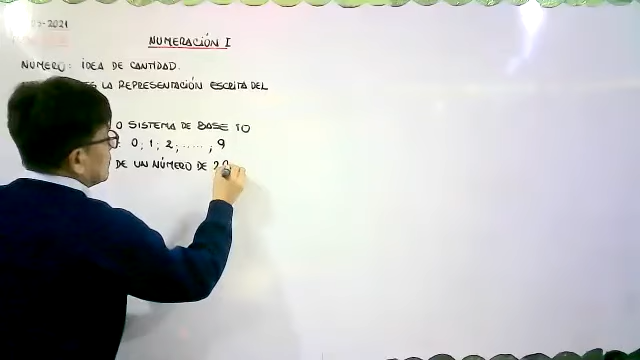 -2021
NUMERACIÓN I
NÚMERO: IDEA DE CANTIDAD.
LA REPRESENTACIÓN ESCRITA DEL
O SISTEMA DE BASE 10
: 0; 1; 2; ....; 9
DE UN NÚMERO DE